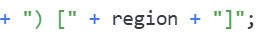 + ") [" + region + "]";